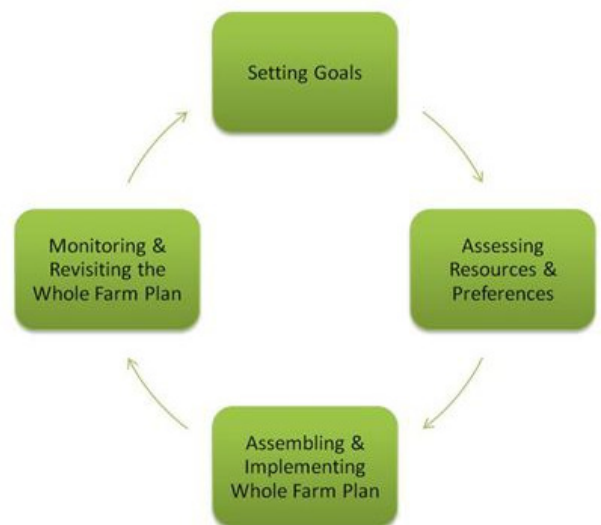 Setting Goals
Assessing
Resources &
Preferences
Assembling &
Implementing
Whole Farm Plan
Monitoring &
Revisiting the
Whole Farm Plan